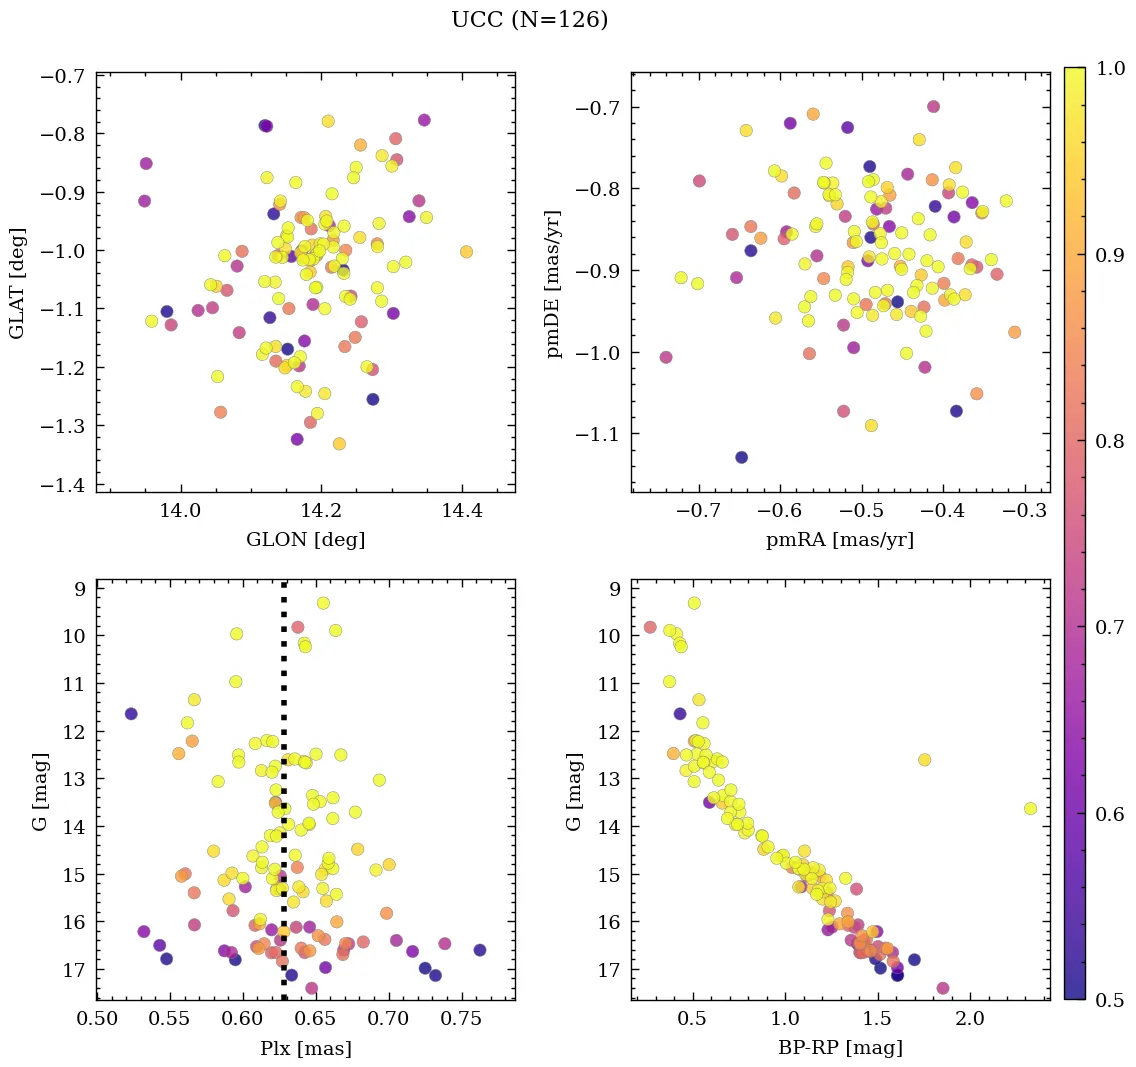 UCC (N=126)
−0.7
−0.8
−0.9
−1.0
−1.1
−1.2
−1.3
−1.4
GLAT [deg]
14.0 14.2 14.4
GLON [deg]
−0.7
−0.8
−0.9
−1.0
−1.1
pmDE [mas/yr]
−0.7 −0.6 −0.5 −0.4 −0.3
pmRA [mas/yr]
9
10
11
12
13
14
15
16
17
G [mag]
0.50 0.55 0.60 0.65 0.70 0.75
Plx [mas]
9
10
11
12
13
14
15
16
17
G [mag]
0.5 1.0 1.5 2.0
BP-RP [mag]
1.0
0.9
0.8
0.7
0.6
0.5